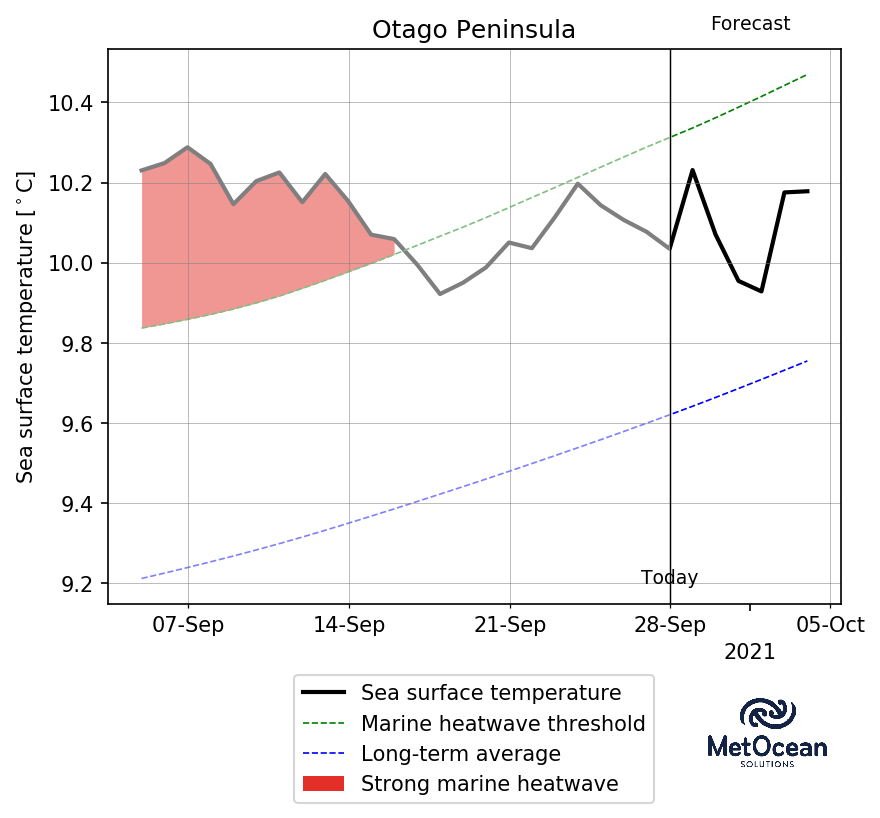 Otago Peninsula
Forecast
Sea surface temperature [°C]
10.4
10.2
10.0
9.8
9.6
9.4
9.2
Today
07-Sep 14-Sep 21-Sep 28-Sep 05-Oct
2021
Sea surface temperature
Marine heatwave threshold
Long-term average
Strong marine heatwave
MetOcean
SOLUTIONS